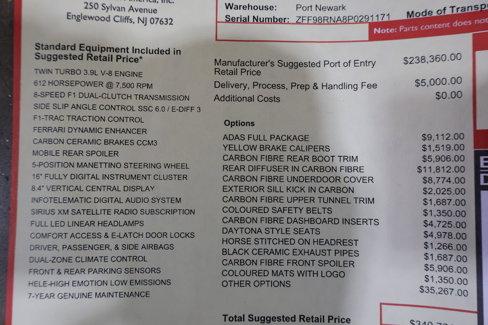 250 Sylvan Avenue
Englewood Cliffs, NJ 07632
Warehouse: Port Newark
Serial Number: ZFF98RNA8P0291171
Mode of Transp
Note: Parts content does not
Standard Equipment Included in
Suggested Retail Price*
TWIN TURBO 3.9L V-8 ENGINE
612 HORSEPOWER @ 7,500 RPM
8-SPEED F1 DUAL-CLUTCH TRANSMISSION
SIDE SLIP ANGLE CONTROL SSC 6.0 / E-DIFF 3
F1-TRAC TRACTION CONTROL
FERRARI DYNAMIC ENHANCER
CARBON CERAMIC BRAKES CCM3
MOBILE REAR SPOILER
5-POSITION MANETTINO STEERING WHEEL
16" FULLY DIGITAL INSTRUMENT CLUSTER
8.4" VERTICAL CENTRAL DISPLAY
INFOTELEMATIC DIGITAL AUDIO SYSTEM
SIRIUS XM SATELLITE RADIO SUBSCRIPTION
FULL LED LINEAR HEADLAMPS
COMFORT ACCESS & E-LATCH DOOR LOCKS
DRIVER, PASSENGER, & SIDE AIRBAGS
DUAL-ZONE CLIMATE CONTROL
FRONT & REAR PARKING SENSORS
HELE-HIGH EMOTION LOW EMISSIONS
7-YEAR GENUINE MAINTENANCE
Manufacturer's Suggested Port of Entry
Retail Price $238,360.00
Delivery, Process, Prep & Handling Fee $5,000.00
Additional Costs $0.00
Options
ADAS FULL PACKAGE $9,112.00
YELLOW BRAKE CALIPERS $1,519.00
CARBON FIBRE REAR BOOT TRIM $5,906.00
REAR DIFFUSER IN CARBON FIBRE $11,812.00
CARBON FIBRE UNDERDOOR COVER $8,774.00
EXTERIOR SILL KICK IN CARBON $2,025.00
CARBON FIBRE UPPER TUNNEL TRIM $1,687.00
COLOURED SAFETY BELTS $1,350.00
CARBON FIBRE DASHBOARD INSERTS $4,725.00
DAYTONA STYLE SEATS $4,978.00
HORSE STITCHED ON HEADREST $1,266.00
BLACK CERAMIC EXHAUST PIPES $1,687.00
CARBON FIBRE FRONT SPOILER $5,906.00
COLOURED MATS WITH LOGO $1,350.00
OTHER OPTIONS $35,267.00
Total Suggested Retail Price